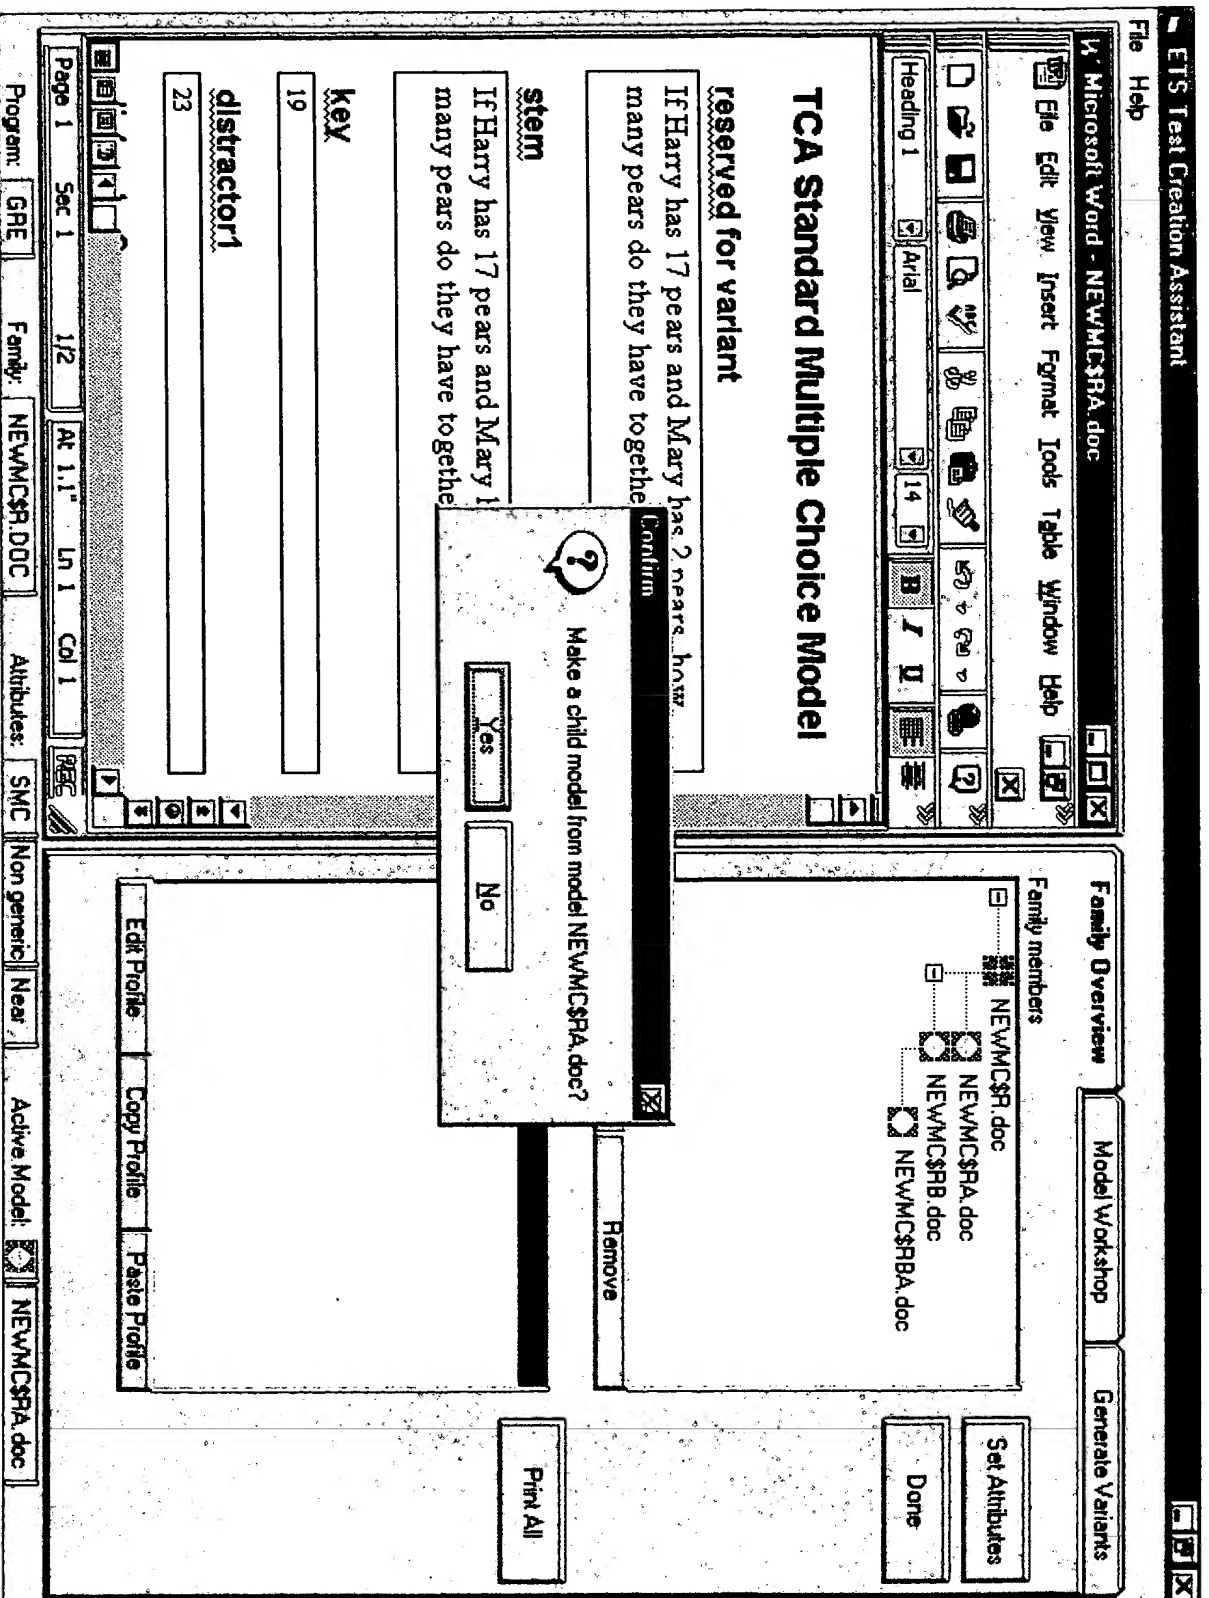 ETS Test Creation Assistant
File Help
Microsoft Word - NEWMC$RA.doc
File Edit View Insert Format Tools Table Window Help
Heading 1 Arial 14 B I U
TCA Standard Multiple Choice Model
reserved for variant
If Harry has 17 pears and Mary has 2 pears, how
many pears do they have togethe
stem
If Harry has 17 pears and Mary h
many pears do they have togethe
key
19
distractor1
23
Page 1 Sec 1 1/2 At 1.1" Ln 1 Col 1 REC
Confirm
Make a child model from model NEWMC$RA.doc?
Yes No
Family Overview Model Workshop Generate Variants
Family members
NEWMC$R.doc
NEWMC$RA.doc
NEWMC$RB.doc
NEWMC$RBA.doc
Set Attributes
Done
Remove
Print All
Edit Profile Copy Profile Paste Profile
Program: GRE Family: NEWMC$R.DOC Attributes: SMC Non generic Near Active Model: NEWMC$RA.doc